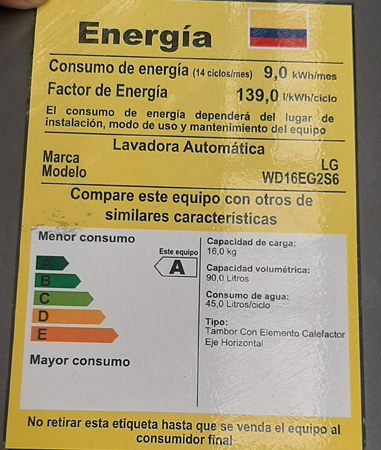 Energía
Consumo de energía (14 ciclos/mes) 9,0 kWh/mes
Factor de Energía 139,0 l/kWh/ciclo
El consumo de energía dependerá del lugar de
instalación, modo de uso y mantenimiento del equipo
Lavadora Automática
Marca LG
Modelo WD16EG2S6
Compare este equipo con otros de
similares características
Menor consumo
Este equipo
A
A
B
C
D
E
Mayor consumo
Capacidad de carga:
16,0 kg
Capacidad volumétrica:
90,0 Litros
Consumo de agua:
45,0 Litros/ciclo
Tipo:
Tambor Con Elemento Calefactor
Eje Horizontal
No retirar esta etiqueta hasta que se venda el equipo al
consumidor final